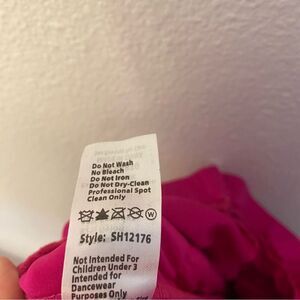 Do Not Wash
No Bleach
Do Not Iron
Do Not Dry-Clean
Professional Spot
Clean Only
W
Style: SH12176
Not Intended For
Children Under 3
Intended For
Dancewear
Purposes Only